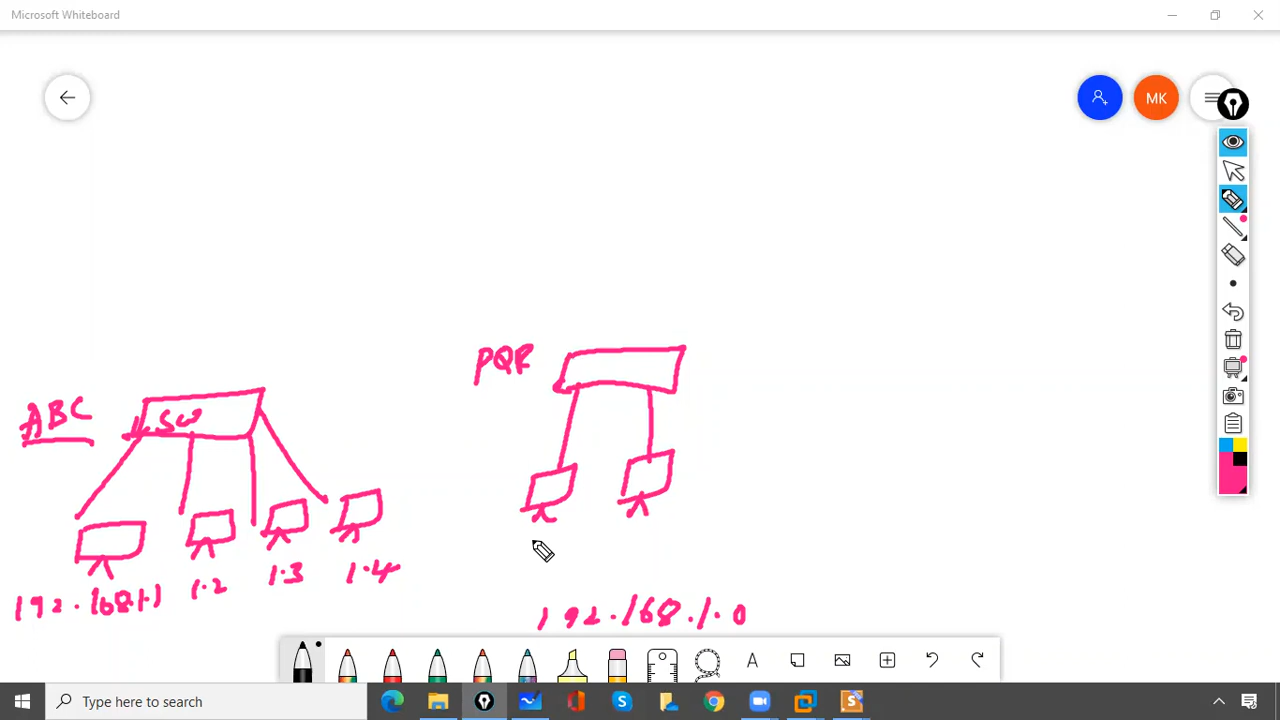 Microsoft Whiteboard
MK
PQR
ABC
SW
192.168.1.1 1.2 1.3 1.4
192.168.1.0
A
Type here to search